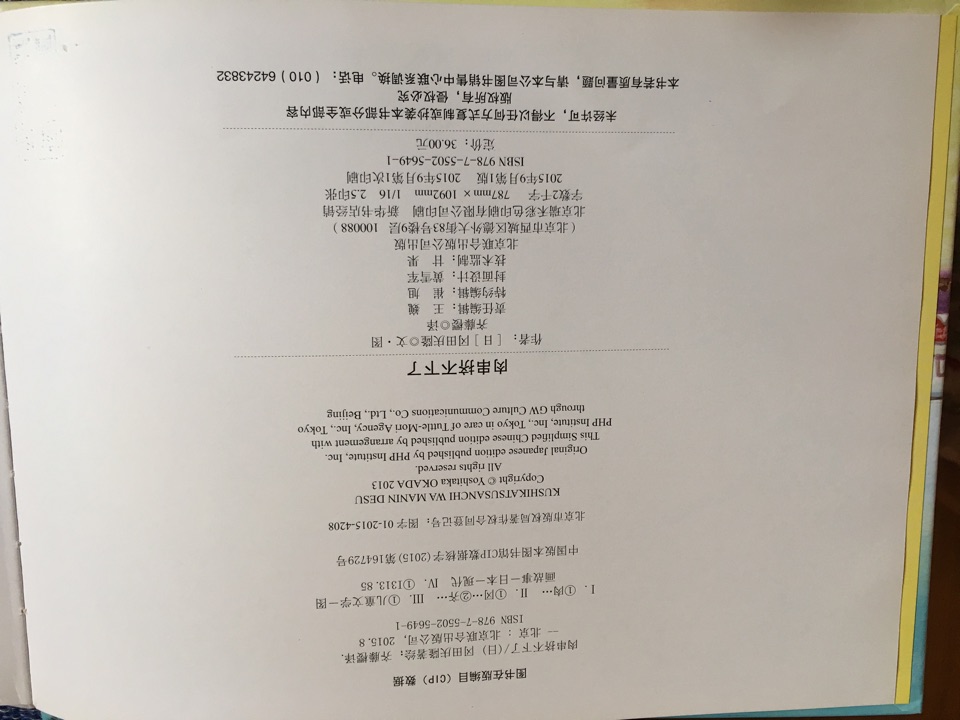 图书在版编目（CIP）数据
肉串挤不下了/(日) 冈田庆隆著绘；齐藤樱译.
-- 北京 : 北京联合出版公司, 2015.8
ISBN 978-7-5502-5649-1
Ⅰ. ①肉… Ⅱ. ①冈…②齐… Ⅲ. ①儿童文学－图
画故事－日本－现代 Ⅳ. ①I313.85
中国版本图书馆CIP数据核字(2015)第164729号
北京市版权局著作权合同登记号：图字01-2015-4208
KUSHIKATSUSANCHI WA MANIN DESU
Copyright © Yoshitaka OKADA 2013
All rights reserved.
Original Japanese edition published by PHP Institute, Inc.
This Simplified Chinese edition published by arrangement with
PHP Institute, Inc., Tokyo in care of Tuttle-Mori Agency, Inc., Tokyo
through GW Culture Communications Co., Ltd., Beijing
肉串挤不下了
作者：［日］冈田庆隆◎文·图
齐藤樱◎译
责任编辑：王 巍
特约编辑：崔 旭
封面设计：黄雪军
技术监制：甘 果
北京联合出版公司出版
（北京市西城区德外大街83号楼9层 100088）
北京瑞禾彩色印刷有限公司印刷 新华书店经销
字数2千字 787mm×1092mm 1/16 2.5印张
2015年9月第1版 2015年9月第1次印刷
ISBN 978-7-5502-5649-1
定价：36.00元
未经许可，不得以任何方式复制或抄袭本书部分或全部内容
版权所有，侵权必究
本书若有质量问题，请与本公司图书销售中心联系调换。电话：（010）64243832